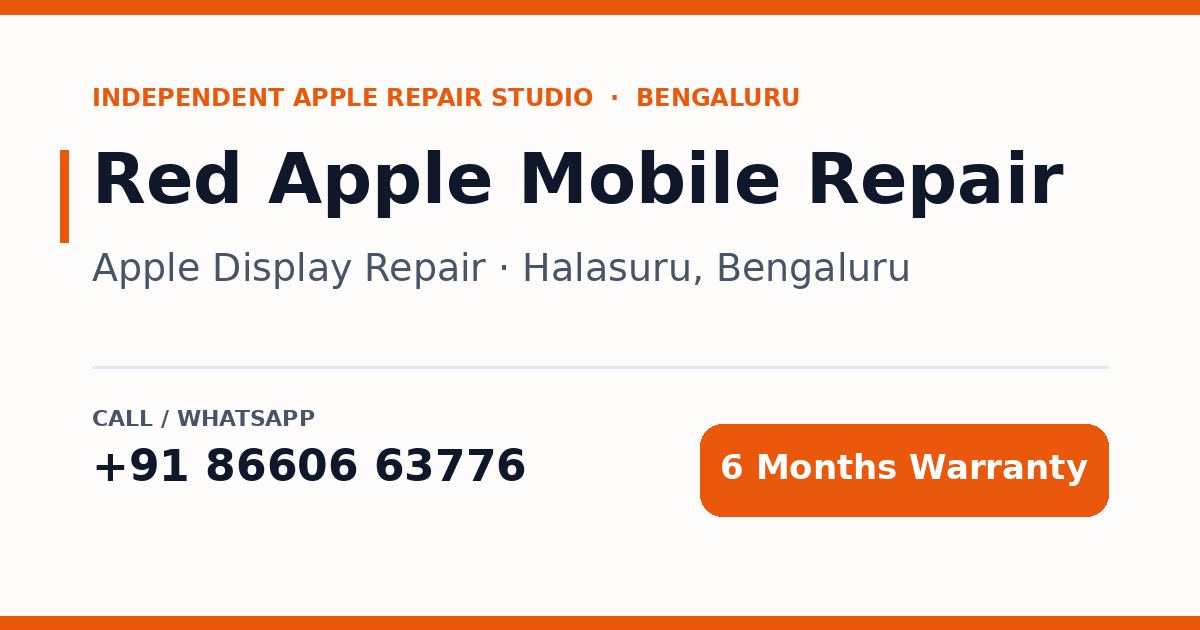 INDEPENDENT APPLE REPAIR STUDIO · BENGALURU
Red Apple Mobile Repair
Apple Display Repair · Halasuru, Bengaluru
CALL / WHATSAPP
+91 86606 63776
6 Months Warranty